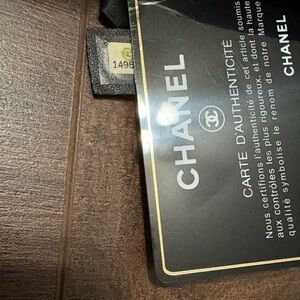 1496
CHANEL
CARTE D'AUTHENTICITÉ
Nous certifions l'authenticité de cet article soumis
aux contrôles les plus rigoureux, et dont la haute
qualité symbolise le renom de notre Marque
CHANEL